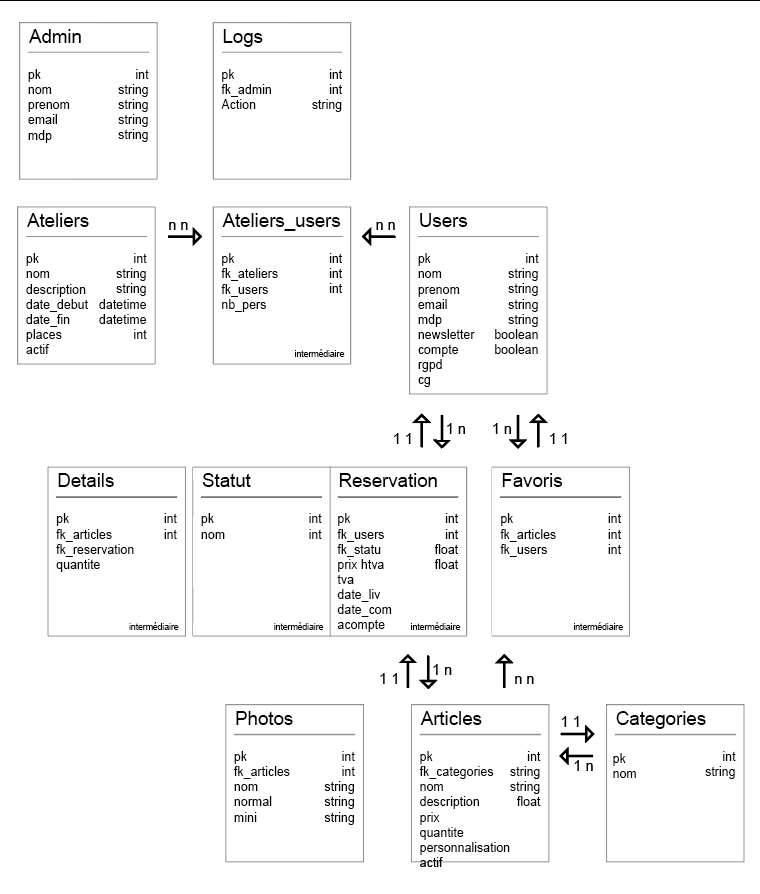 Admin
pk int
nom string
prenom string
email string
mdp string
Logs
pk int
fk_admin int
Action string
Ateliers
pk int
nom string
description string
date_debut datetime
date_fin datetime
places int
actif
n n
Ateliers_users
pk int
fk_ateliers int
fk_users int
nb_pers
intermédiaire
n n
Users
pk int
nom string
prenom string
email string
mdp string
newsletter boolean
compte boolean
rgpd
cg
1 1
1 n
1 n
1 1
Details
pk int
fk_articles int
fk_reservation
quantite
intermédiaire
Statut
pk int
nom int
intermédiaire
Reservation
pk int
fk_users int
fk_statu float
prix htva float
tva
date_liv
date_com
acompte intermédiaire
Favoris
pk int
fk_articles int
fk_users int
intermédiaire
1 1
1 n
n n
Photos
pk int
fk_articles int
nom string
normal string
mini string
Articles
pk int
fk_categories string
nom string
description float
prix
quantite
personnalisation
actif
1 1
1 n
Categories
pk int
nom string